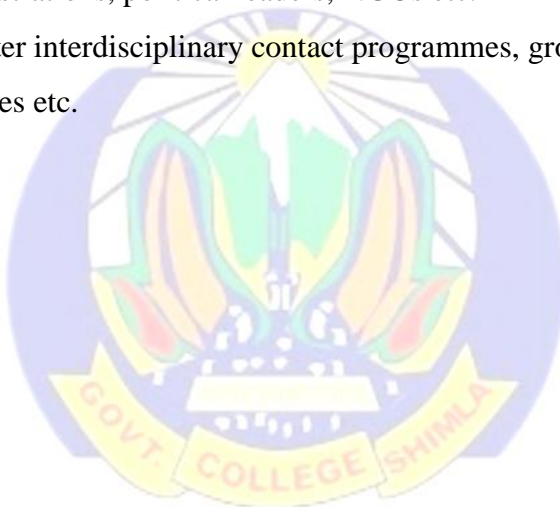 ter interdisciplinary contact programmes, gro
es etc.
GOVT. COLLEGE SHIMLA